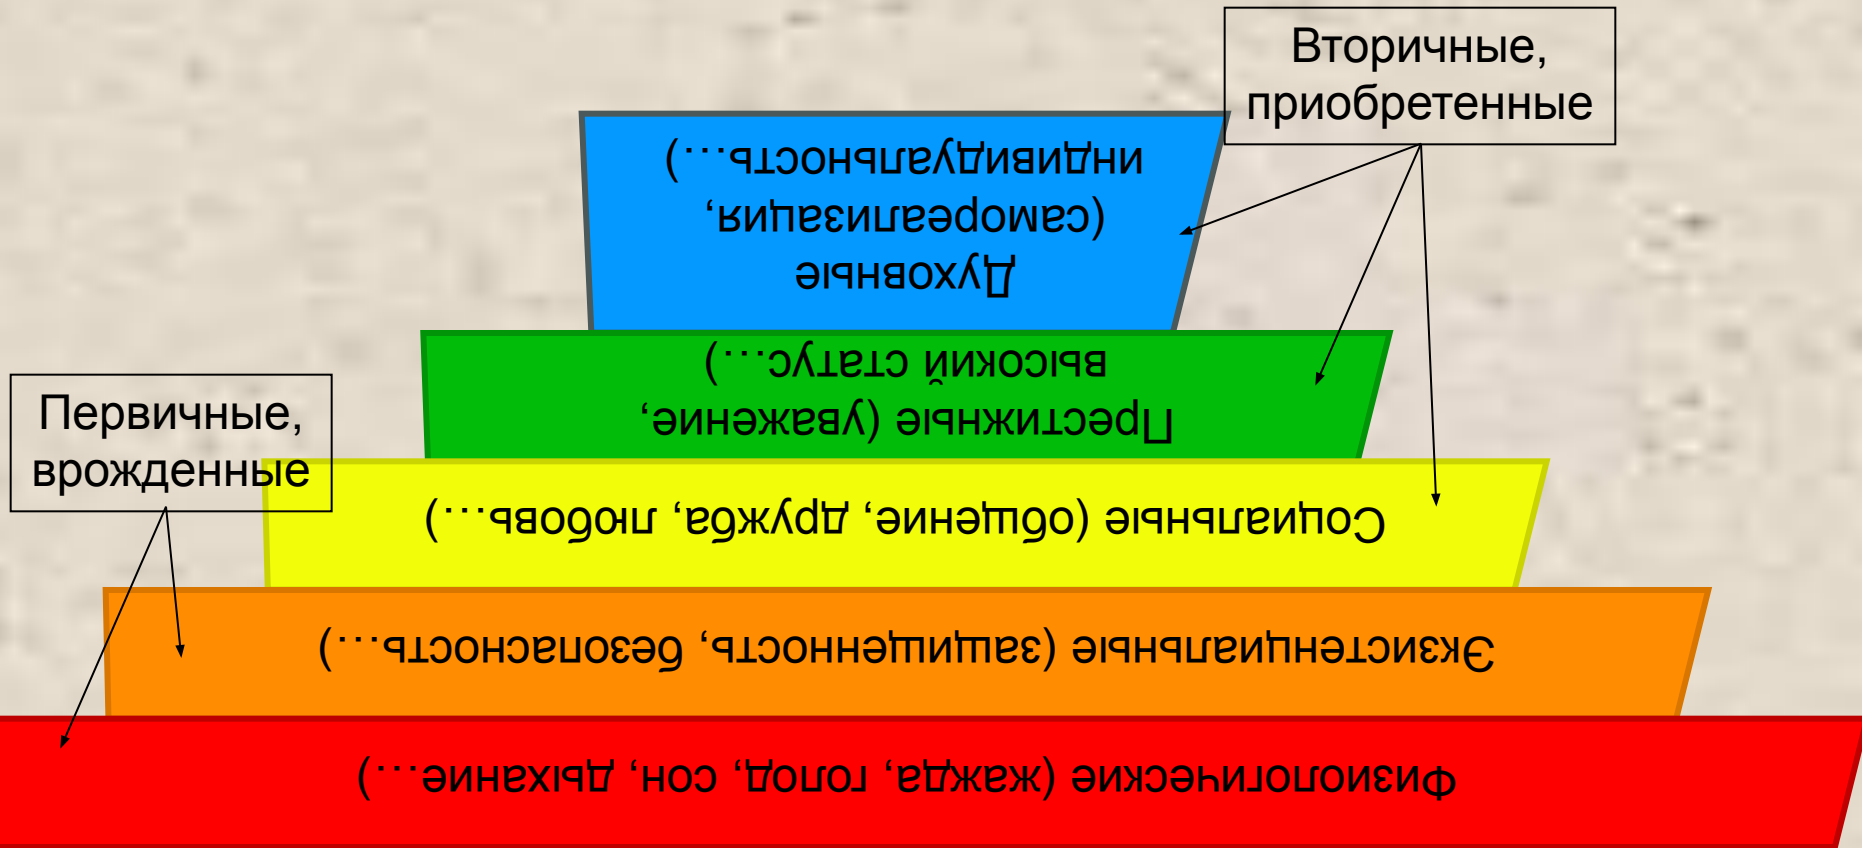 Вторичные,
приобретенные
Духовные
(самореализация,
индивидуальность…)
Престижные (уважение,
высокий статус…)
Первичные,
врожденные
Социальные (общение, дружба, любовь…)
Экзистенциальные (защищенность, безопасность…)
Физиологические (жажда, голод, сон, дыхание…)